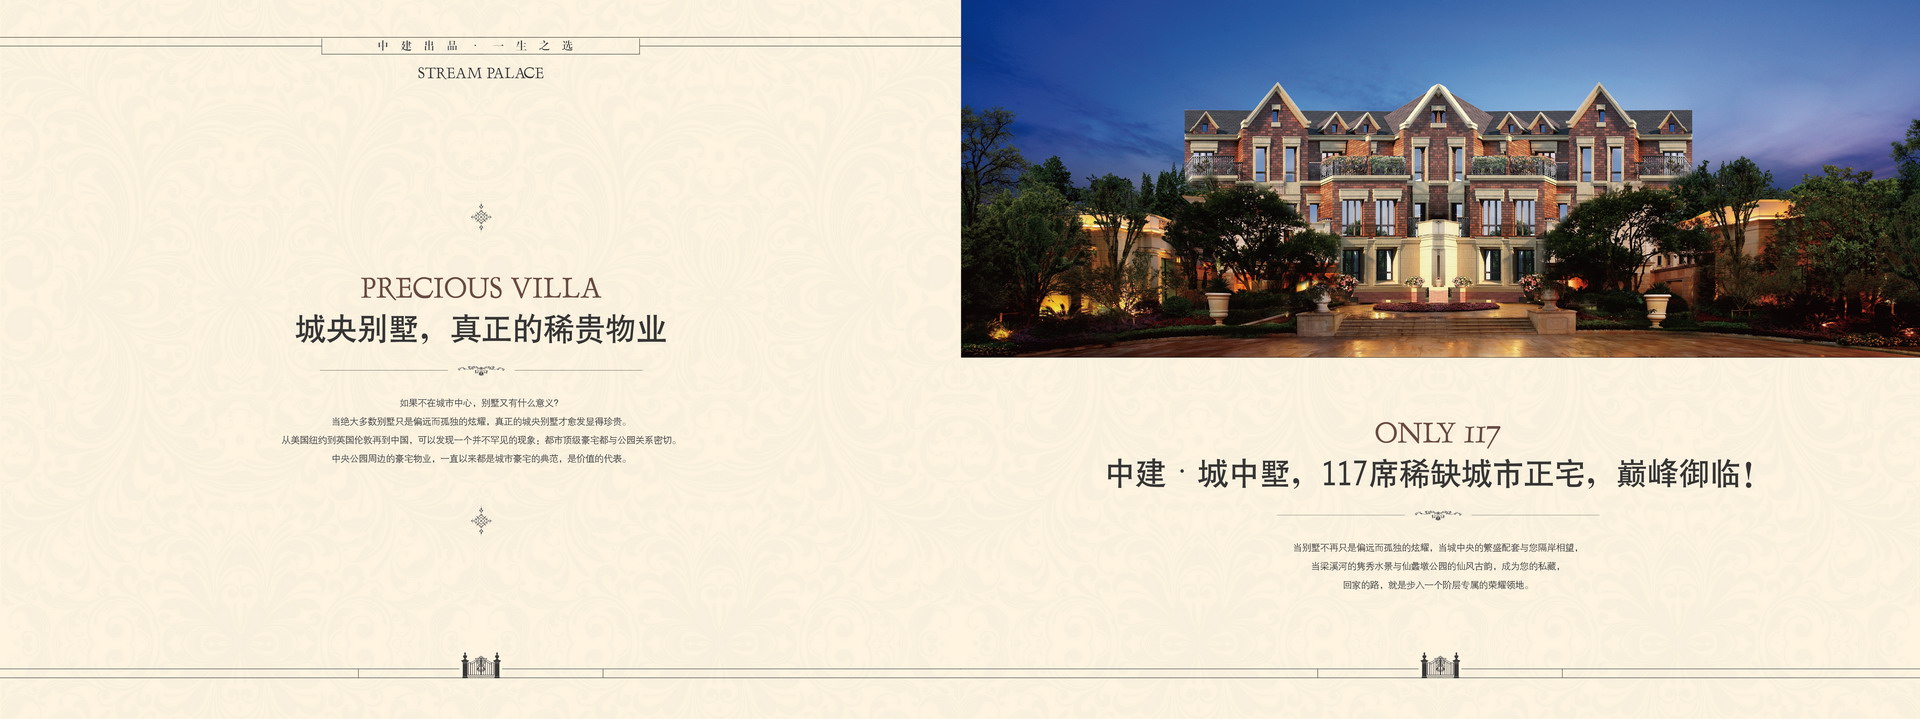 中建出品·一生之选
STREAM PALACE
PRECIOUS VILLA
城央别墅，真正的稀贵物业
如果不在城市中心，别墅又有什么意义？
当绝大多数别墅只是偏远而孤独的炫耀，真正的城央别墅才愈发显得珍贵。
从美国纽约到英国伦敦再到中国，可以发现一个并不罕见的现象：都市顶级豪宅都与公园关系密切。
中央公园周边的豪宅物业，一直以来都是城市豪宅的典范，是价值的代表。
ONLY 117
中建·城中墅，117席稀缺城市正宅，巅峰御临！
当别墅不再只是偏远而孤独的炫耀，当城中央的繁盛配套与您隔岸相望，
当梁溪河的隽秀水景与仙蠡墩公园的仙风古韵，成为您的私藏，
回家的路，就是步入一个阶层专属的荣耀领地。